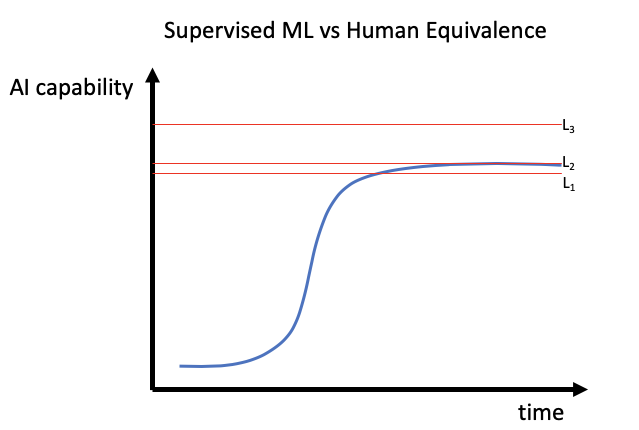 Supervised ML vs Human Equivalence
AI capability
L₃
L₂
L₁
time